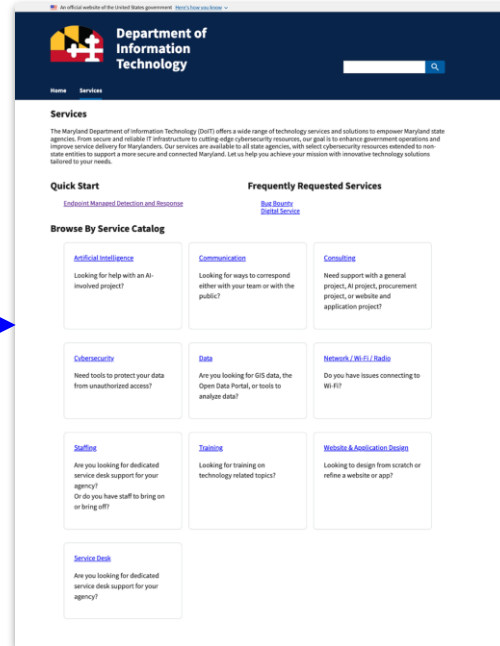 An official website of the United States government Here's how you know
Department of
Information
Technology
Home Services
Services
The Maryland Department of Information Technology (DoIT) offers a wide range of technology services and solutions to empower Maryland state
agencies. From secure and reliable IT infrastructure to cutting edge cybersecurity resources, our goal is to enhance government operations and
improve service delivery for Marylanders. Our services are available to all state agencies, with select cybersecurity resources extended to non-
state entities to support a more secure and connected Maryland. Let us help you achieve your mission with innovative technology solutions
tailored to your needs.
Quick Start
Endpoint Managed Detection and Response
Frequently Requested Services
Bug Bounty
Digital Service
Browse By Service Catalog
Artificial Intelligence
Looking for help with an AI-
involved project?
Communication
Looking for ways to correspond
either with your team or with the
public?
Consulting
Need support with a general
project, AI project, procurement
project, or website and
application project?
Cybersecurity
Need tools to protect your data
from unauthorized access?
Data
Are you looking for GIS data, the
Open Data Portal, or tools to
analyze data?
Network / Wi-Fi / Radio
Do you have issues connecting to
Wi-Fi?
Staffing
Are you looking for dedicated
service desk support for your
agency?
Or do you have staff to bring on
or bring off?
Training
Looking for training on
technology related topics?
Website & Application Design
Looking to design from scratch or
refine a website or app?
Service Desk
Are you looking for dedicated
service desk support for your
agency?